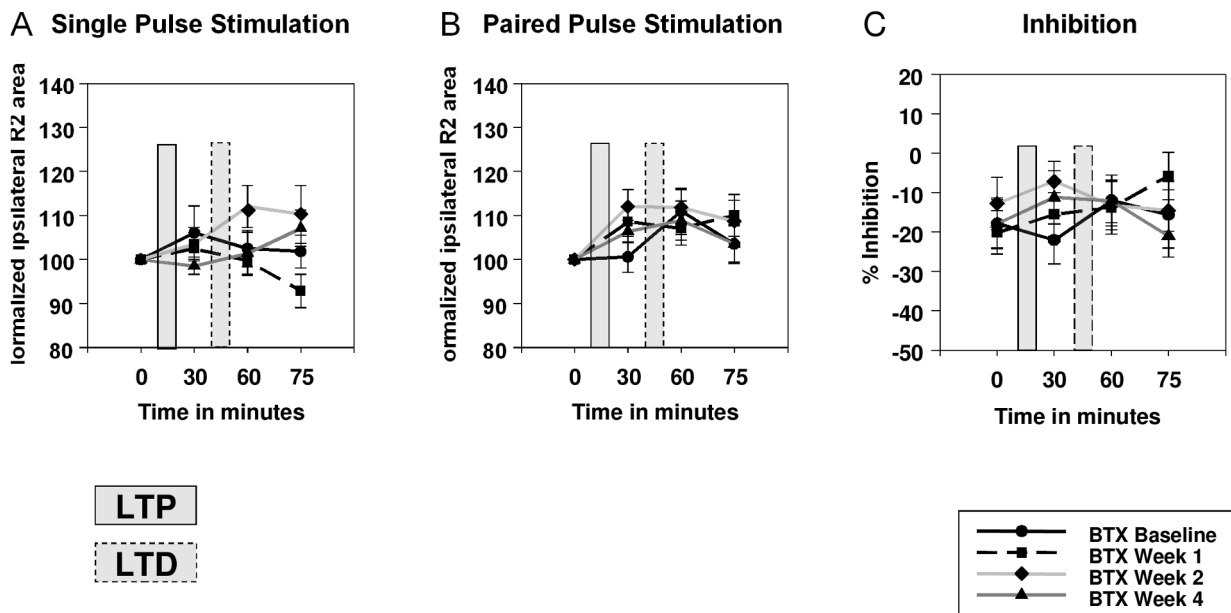 A Single Pulse Stimulation
140
130
120
110
100
90
80
lormalized ipsilateral R2 area
0 30 60 75
Time in minutes
B Paired Pulse Stimulation
140
130
120
110
100
90
80
ormalized ipsilateral R2 area
0 30 60 75
Time in minutes
C Inhibition
20
10
0
-10
-20
-30
-40
-50
% Inhibition
0 30 60 75
Time in minutes
LTP
LTD
BTX Baseline
BTX Week 1
BTX Week 2
BTX Week 4